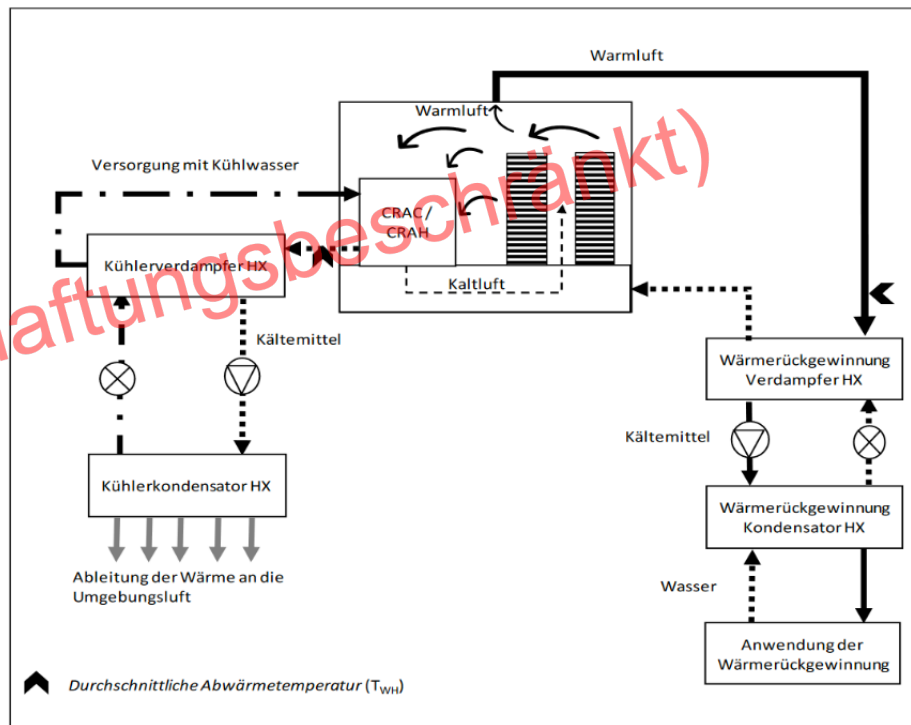 Warmluft
Warmluft
Versorgung mit Kühlwasser
CRAC /
CRAH
Kühlerverdampfer HX
Kaltluft
Kältemittel
Wärmerückgewinnung
Verdampfer HX
Kältemittel
Kühlerkondensator HX
Wärmerückgewinnung
Kondensator HX
Ableitung der Wärme an die
Umgebungsluft
Wasser
Anwendung der
Wärmerückgewinnung
Durchschnittliche Abwärmetemperatur (TWH)
haftungsbeschränkt)